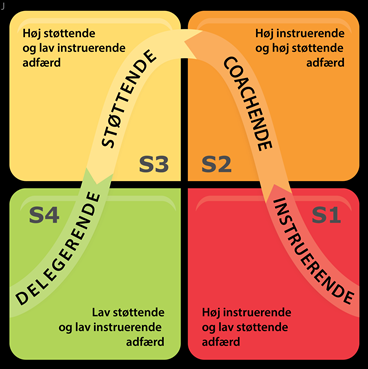 J
Høj støttende
og lav instruerende
adfærd
Høj instruerende
og høj støttende
adfærd
STØTTENDE
COACHENDE
S3
S2
S4
S1
DELEGERENDE
INSTRUERENDE
Lav støttende
og lav instruerende
adfærd
Høj instruerende
og lav støttende
adfærd